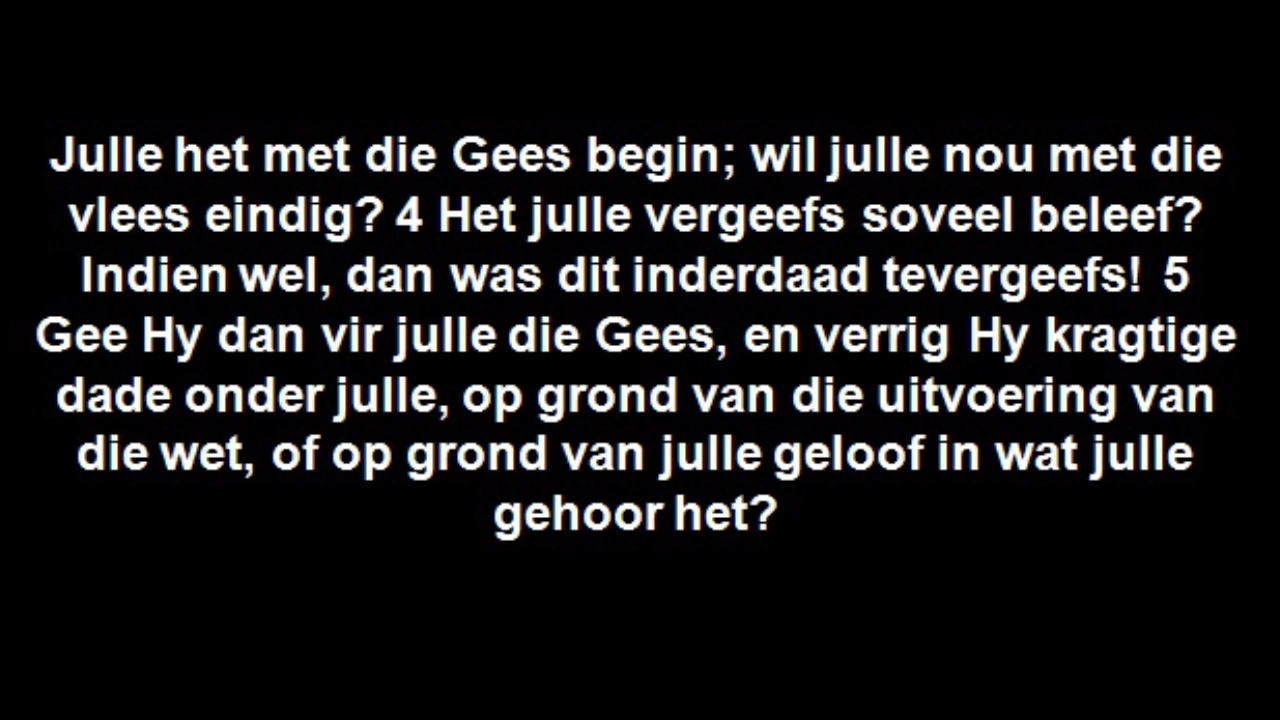 Julle het met die Gees begin; wil julle nou met die
vlees eindig? 4 Het julle vergeefs soveel beleef?
Indien wel, dan was dit inderdaad tevergeefs! 5
Gee Hy dan vir julle die Gees, en verrig Hy kragtige
dade onder julle, op grond van die uitvoering van
die wet, of op grond van julle geloof in wat julle
gehoor het?